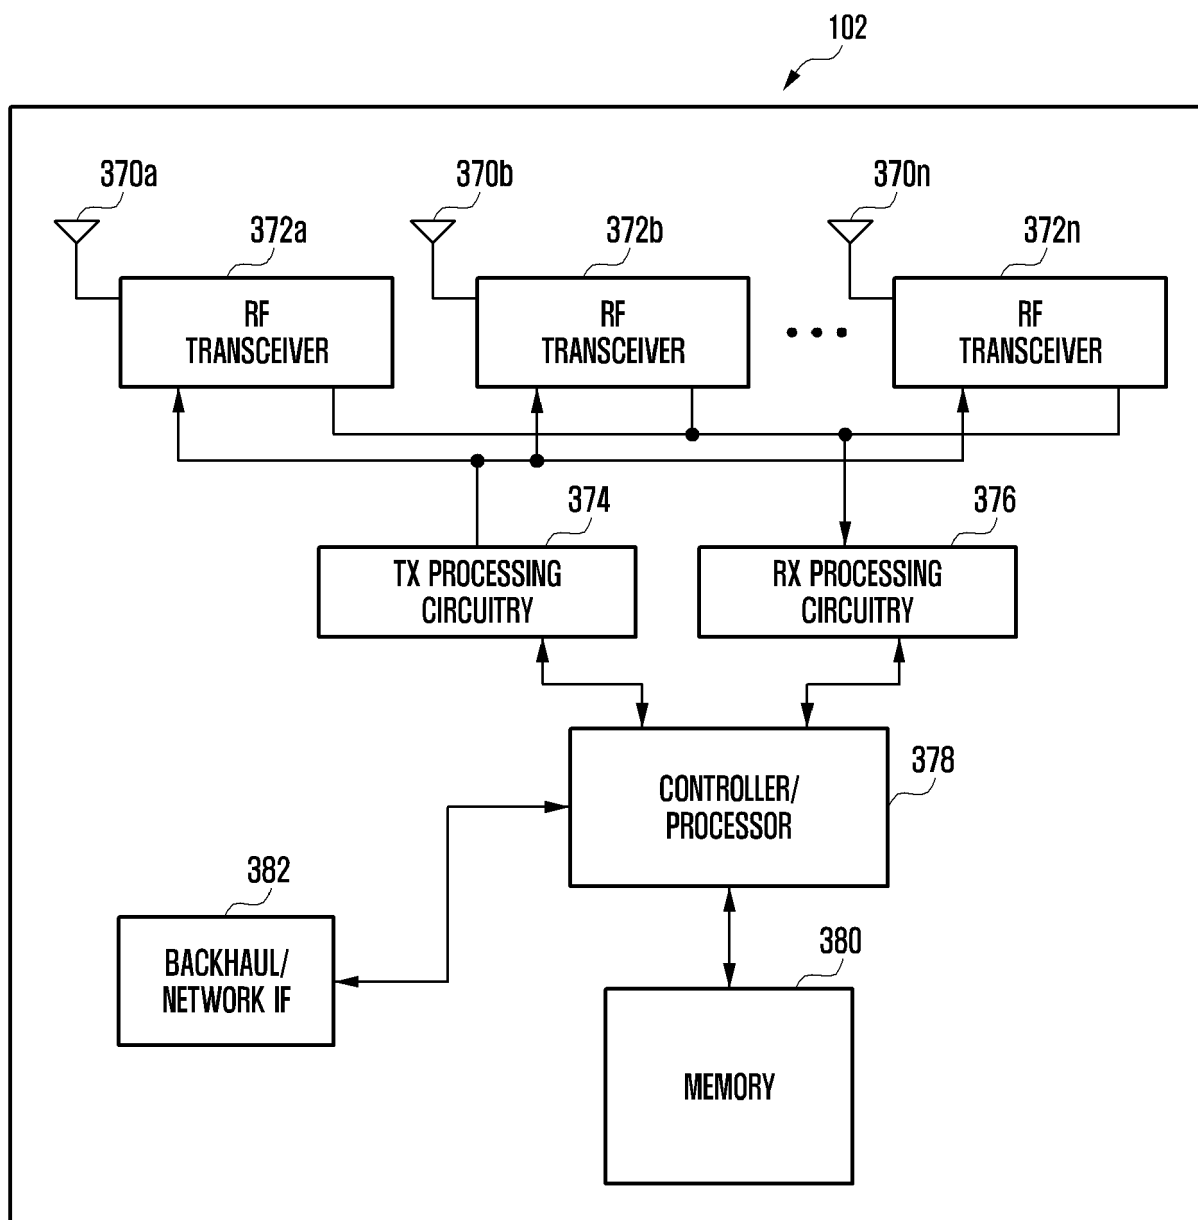 102
370a
370b
370n
372a
372b
372n
RF
TRANSCEIVER
RF
TRANSCEIVER
RF
TRANSCEIVER
374
376
TX PROCESSING
CIRCUITRY
RX PROCESSING
CIRCUITRY
378
CONTROLLER/
PROCESSOR
382
BACKHAUL/
NETWORK IF
380
MEMORY